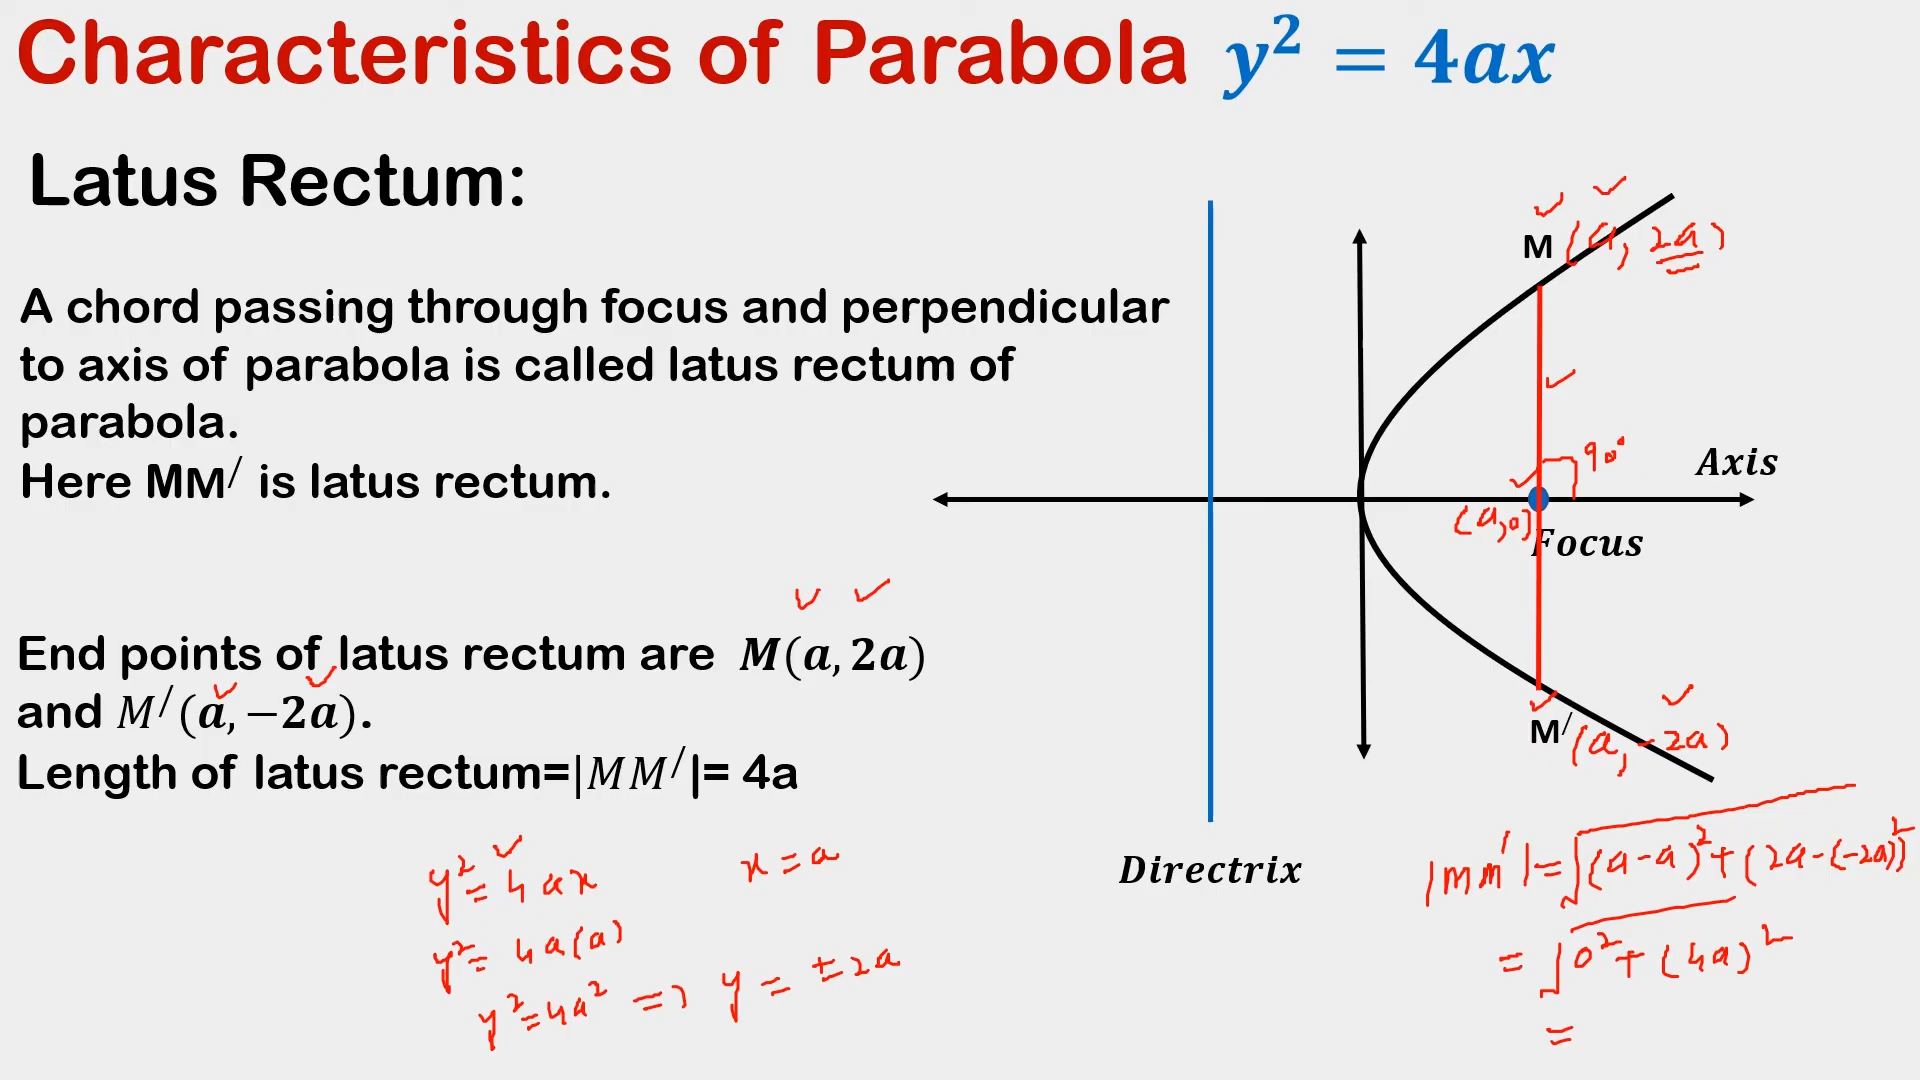 Characteristics of Parabola y² = 4ax
Latus Rectum:
A chord passing through focus and perpendicular
to axis of parabola is called latus rectum of
parabola.
Here MM/ is latus rectum.
End points of latus rectum are M(a, 2a)
and M/(a, −2a).
Length of latus rectum=|MM/|= 4a
y² = 4ax
x = a
y² = 4a(a)
y² = 4a² => y = ±2a
M (a, 2a)
90°
Axis
(a,0)
Focus
M/ (a, -2a)
Directrix
|MM'| = √(a-a)² + (2a-(-2a))²
= √0² + (4a)²
=